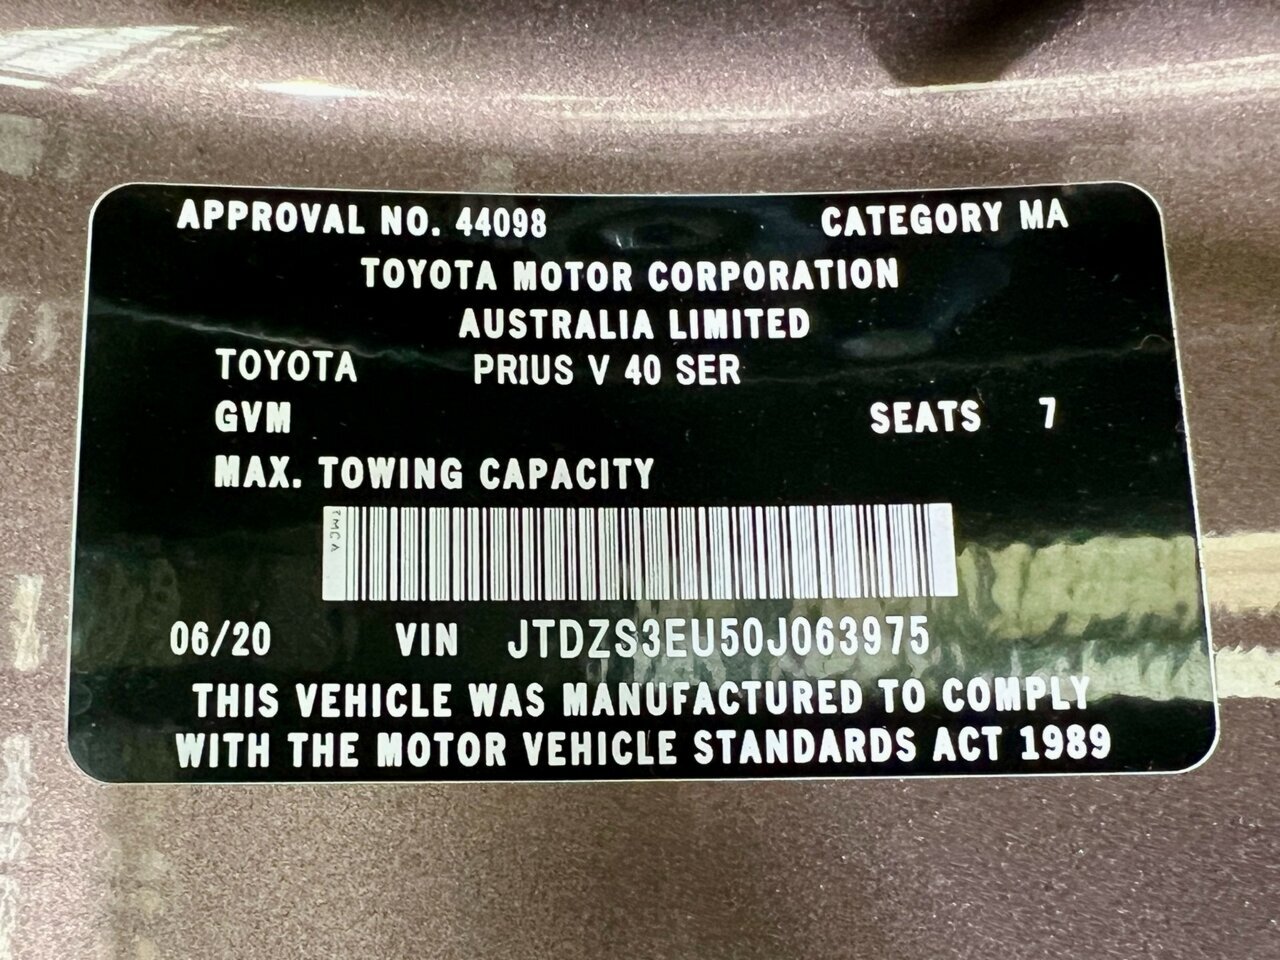 APPROVAL NO. 44098 CATEGORY MA
TOYOTA MOTOR CORPORATION
AUSTRALIA LIMITED
TOYOTA PRIUS V 40 SER
GVM SEATS 7
MAX. TOWING CAPACITY
TMCA
06/20 VIN JTDZS3EU50J063975
THIS VEHICLE WAS MANUFACTURED TO COMPLY
WITH THE MOTOR VEHICLE STANDARDS ACT 1989